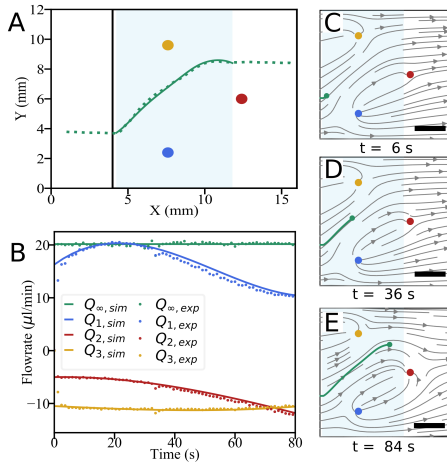 A
12
10
8
6
4
2
0
Y (mm)
0
5
10
15
X (mm)
B
20
10
0
−10
Flowrate (μl/min)
Q∞, sim
Q1, sim
Q2, sim
Q3, sim
Q∞, exp
Q1, exp
Q2, exp
Q3, exp
0
20
40
60
80
Time (s)
C
t = 6 s
D
t = 36 s
E
t = 84 s